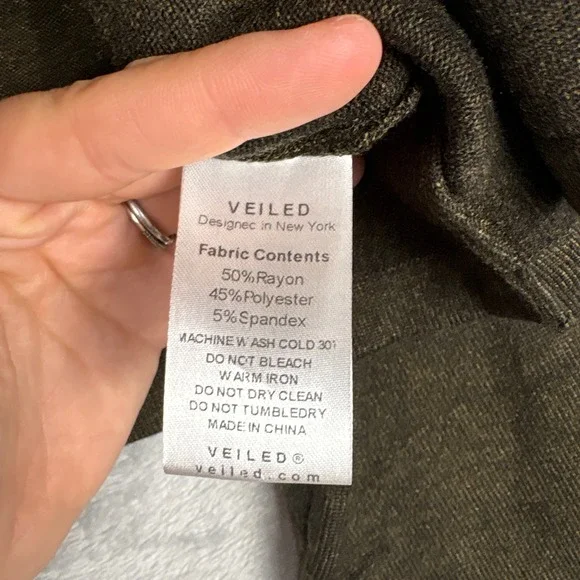 VEILED
Designed in New York
Fabric Contents
50%Rayon
45%Polyester
5%Spandex
MACHINE WASH COLD 30°
DO NOT BLEACH
WARM IRON
DO NOT DRY CLEAN
DO NOT TUMBLEDRY
MADE IN CHINA
VEILED®
veiled.com